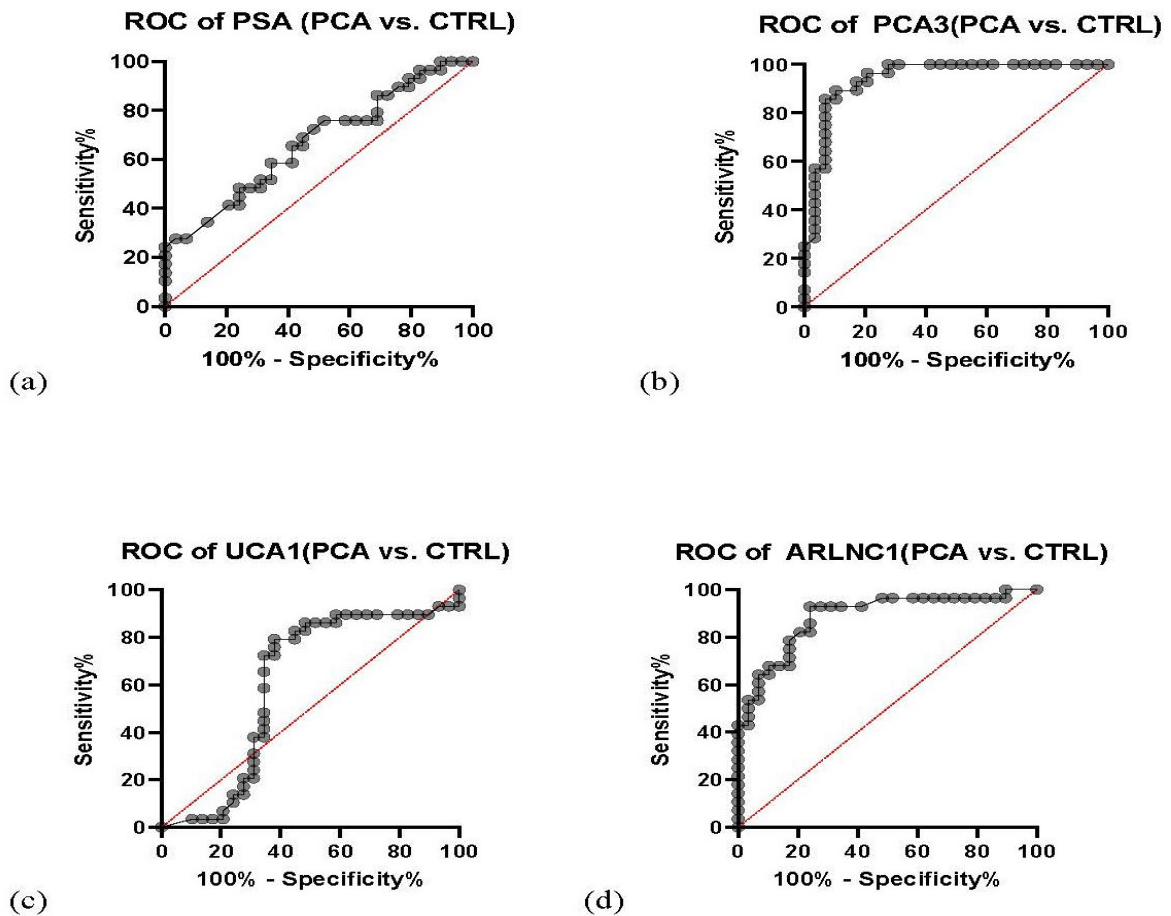 ROC of PSA (PCA vs. CTRL)
100
80
60
40
20
0
Sensitivity%
0 20 40 60 80 100
100% - Specificity%
(a)
ROC of PCA3(PCA vs. CTRL)
100
80
60
40
20
0
Sensitivity%
0 20 40 60 80 100
100% - Specificity%
(b)
ROC of UCA1(PCA vs. CTRL)
100
80
60
40
20
0
Sensitivity%
0 20 40 60 80 100
100% - Specificity%
(c)
ROC of ARLNC1(PCA vs. CTRL)
100
80
60
40
20
0
Sensitivity%
0 20 40 60 80 100
100% - Specificity%
(d)